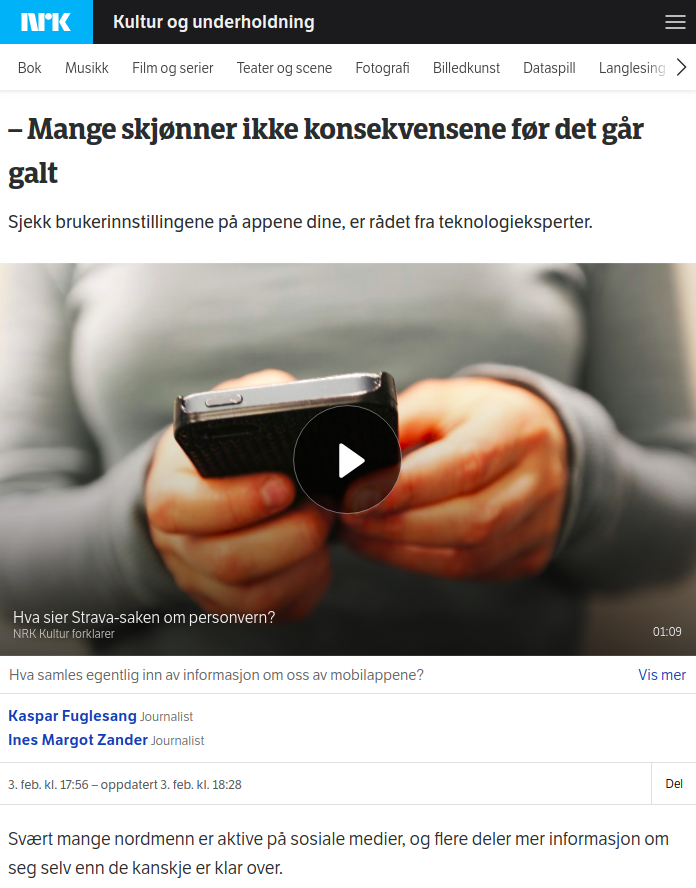 NRK
Kultur og underholdning
Bok Musikk Film og serier Teater og scene Fotografi Billedkunst Dataspill Langlesing
– Mange skjønner ikke konsekvensene før det går
galt
Sjekk brukerinnstillingene på appene dine, er rådet fra teknologieksperter.
Hva sier Strava-saken om personvern?
NRK Kultur forklarer
01:09
Hva samles egentlig inn av informasjon om oss av mobilappene? Vis mer
Kaspar Fuglesang Journalist
Ines Margot Zander Journalist
3. feb. kl. 17:56 – oppdatert 3. feb. kl. 18:28 Del
Svært mange nordmenn er aktive på sosiale medier, og flere deler mer informasjon om
seg selv enn de kanskje er klar over.